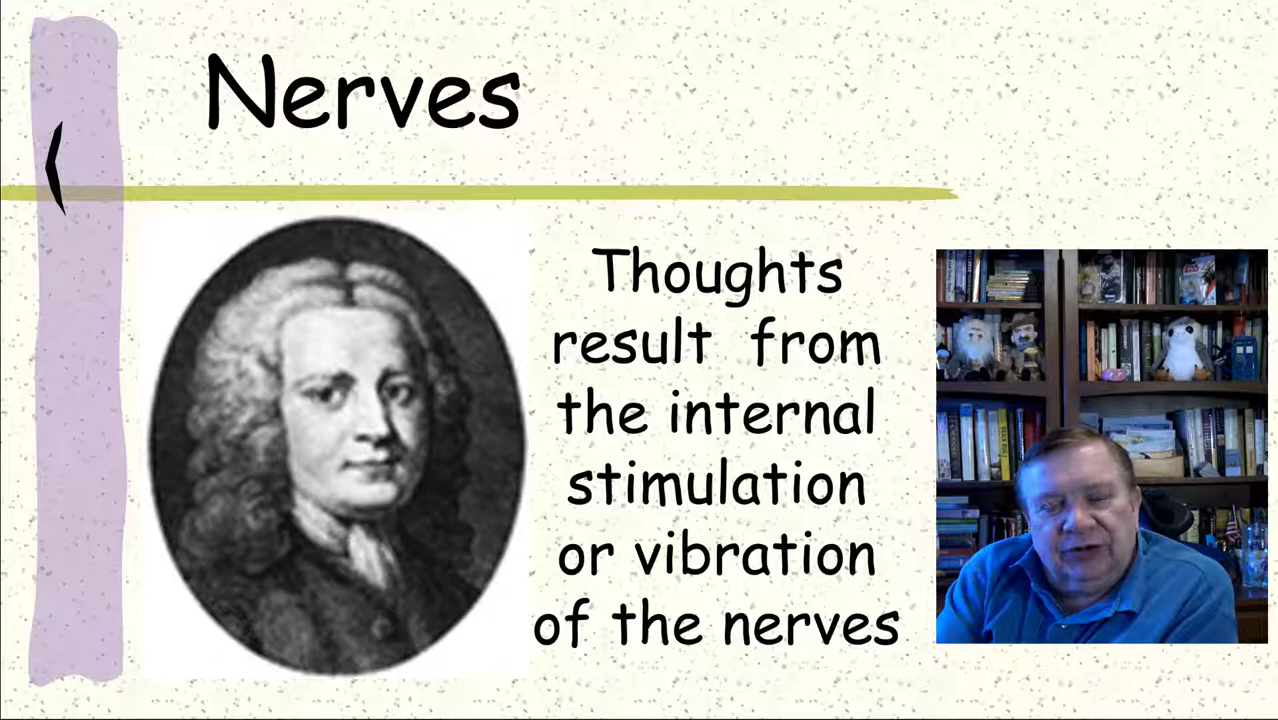 Nerves
Thoughts
result from
the internal
stimulation
or vibration
of the nerves